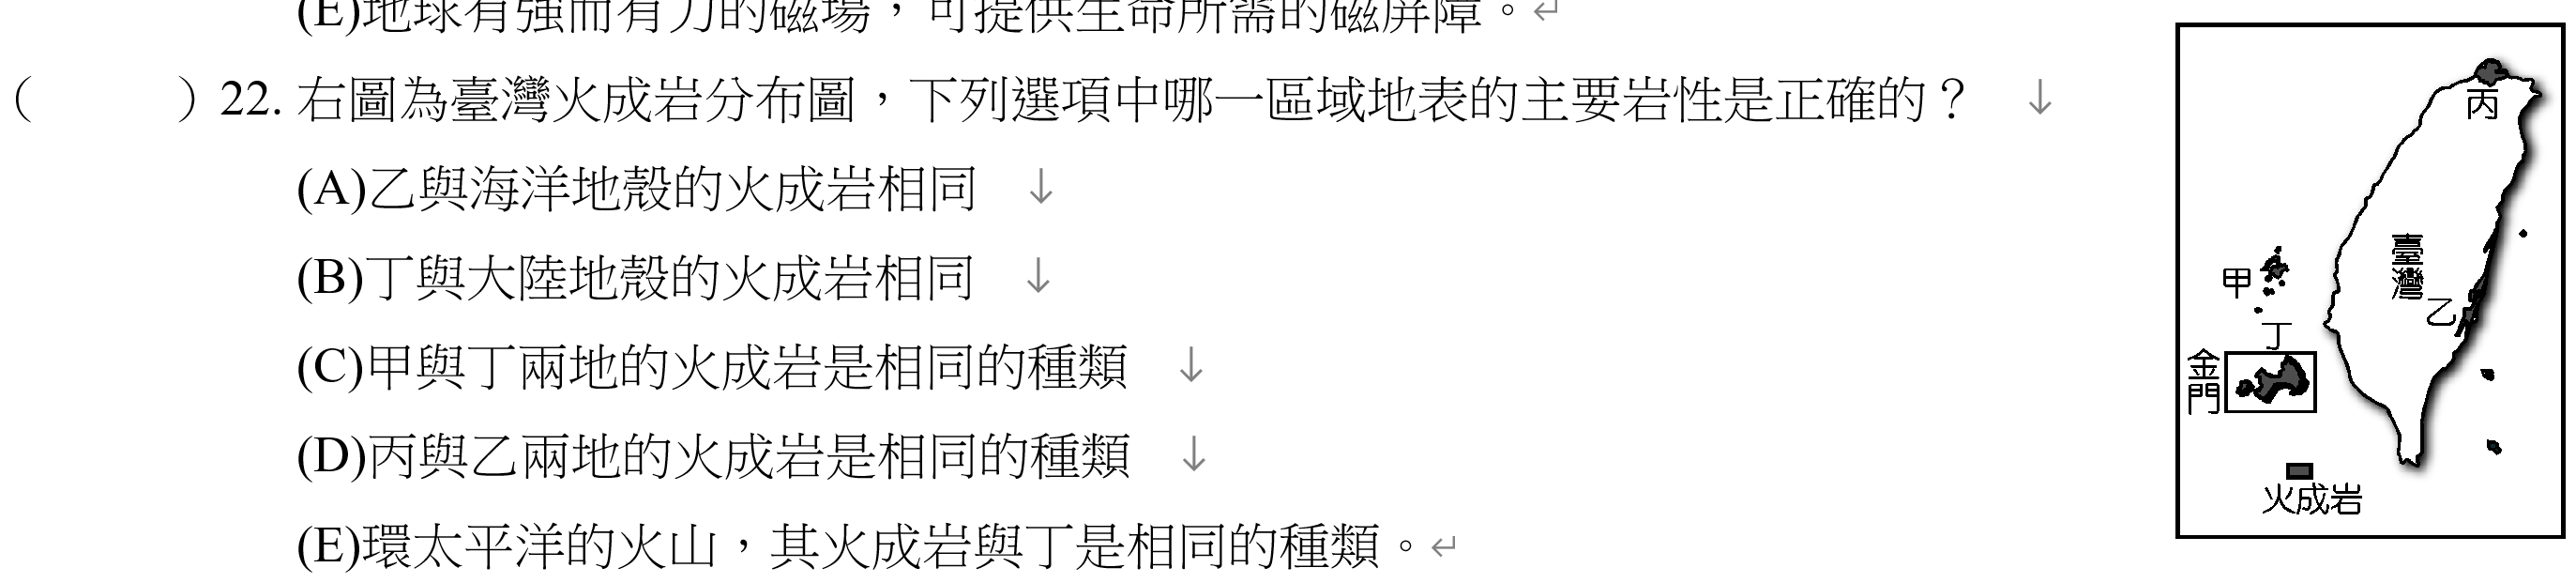 (E)地球有強而有力的磁場，可提供生命所需的磁屏障。↵
（　　）22. 右圖為臺灣火成岩分布圖，下列選項中哪一區域地表的主要岩性是正確的？ ↓
(A)乙與海洋地殼的火成岩相同 ↓
(B)丁與大陸地殼的火成岩相同 ↓
(C)甲與丁兩地的火成岩是相同的種類 ↓
(D)丙與乙兩地的火成岩是相同的種類 ↓
(E)環太平洋的火山，其火成岩與丁是相同的種類。↵
丙
臺灣
甲
乙
丁
金門
火成岩